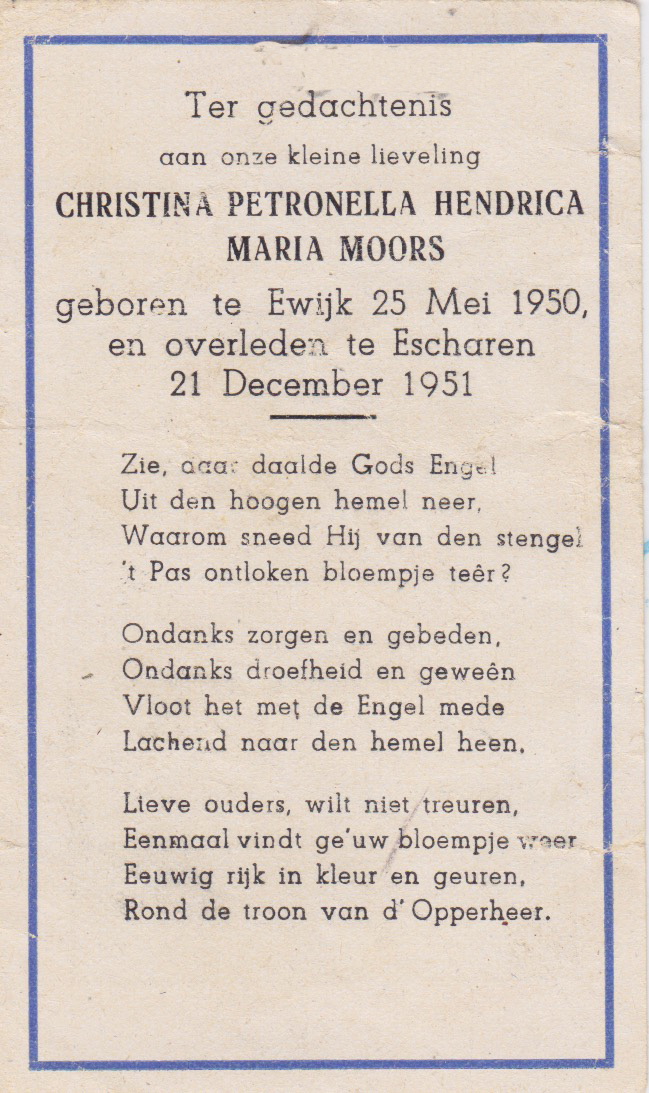 Ter gedachtenis
aan onze kleine lieveling
CHRISTINA PETRONELLA HENDRICA
MARIA MOORS
geboren te Ewijk 25 Mei 1950,
en overleden te Escharen
21 December 1951
Zie, daar daalde Gods Engel
Uit den hoogen hemel neer,
Waarom sneed Hij van den stengel
't Pas ontloken bloempje teêr?
Ondanks zorgen en gebeden,
Ondanks droefheid en geweên
Vloot het met de Engel mede
Lachend naar den hemel heen.
Lieve ouders, wilt niet treuren,
Eenmaal vindt ge'uw bloempje weer
Eeuwig rijk in kleur en geuren,
Rond de troon van d'Opperheer.